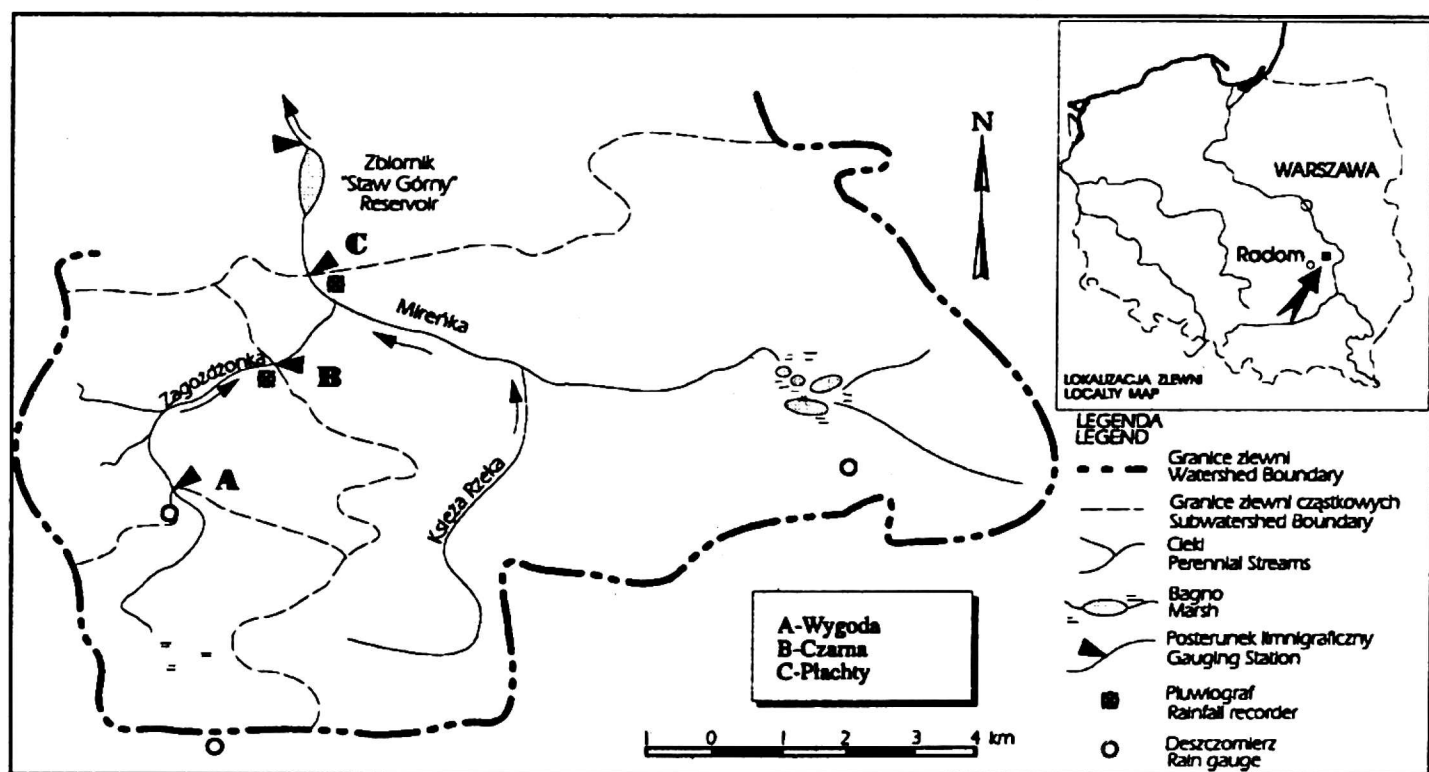 Zbiornik
"Staw Górny"
Reservoir
N
C
Mireńka
Zagożdżonka
B
A
Księża Rzeka
A-Wygoda
B-Czarna
C-Płachty
1 0 1 2 3 4 km
WARSZAWA
Radom
LOKALIZACJA ZLEWNI
LOCALTY MAP
LEGENDA
LEGEND
Granice zlewni
Watershed Boundary
Granice zlewni cząstkowych
Subwatershed Boundary
Cieki
Perennial Streams
Bagno
Marsh
Posterunek limnigraficzny
Gauging Station
Pluwiograf
Rainfall recorder
Deszczomierz
Rain gauge